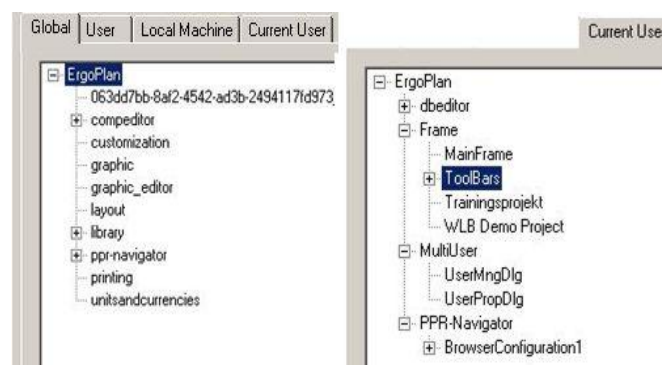 Global User Local Machine Current User
ErgoPlan
063dd7bb-8af2-4542-ad3b-2494117fd973_
compeditor
customization
graphic
graphic_editor
layout
library
ppr-navigator
printing
unitsandcurrencies
Current Use
ErgoPlan
dbeditor
Frame
MainFrame
ToolBars
Trainingsprojekt
WLB Demo Project
MultiUser
UserMngDlg
UserPropDlg
PPR-Navigator
BrowserConfiguration1